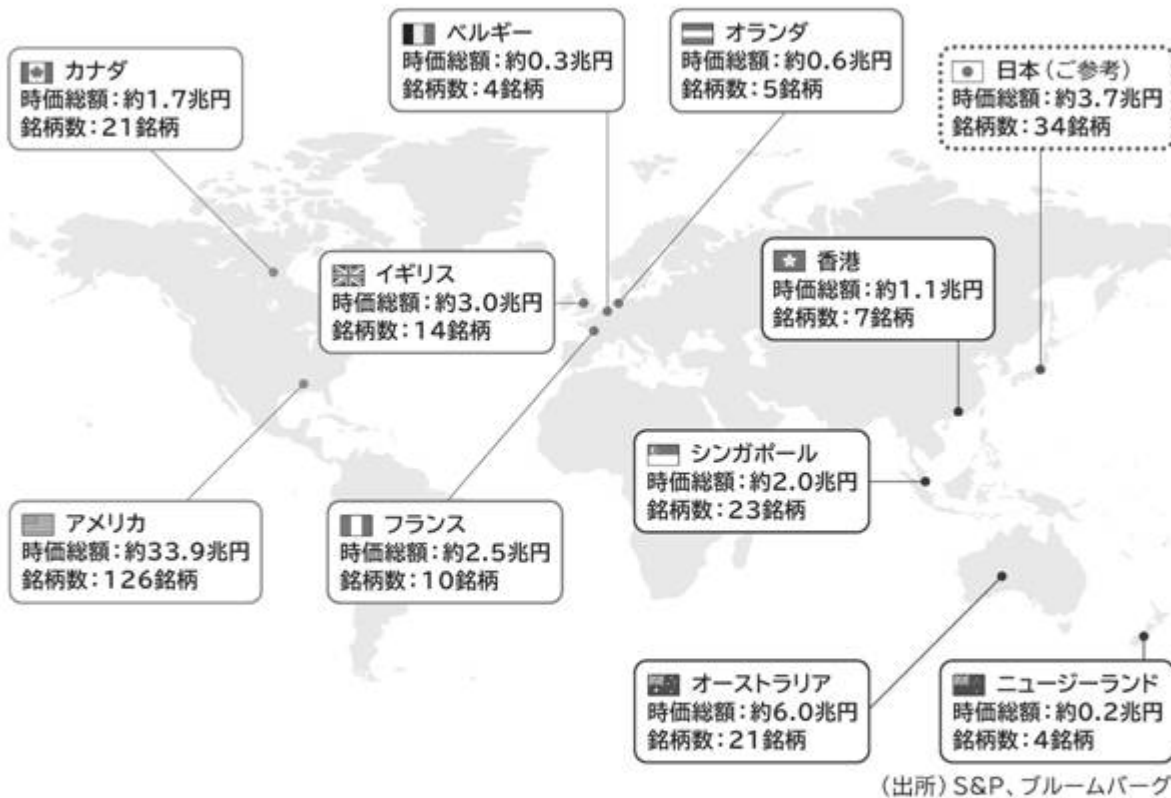 カナダ
時価総額：約1.7兆円
銘柄数：21銘柄
ベルギー
時価総額：約0.3兆円
銘柄数：4銘柄
オランダ
時価総額：約0.6兆円
銘柄数：5銘柄
日本（ご参考）
時価総額：約3.7兆円
銘柄数：34銘柄
イギリス
時価総額：約3.0兆円
銘柄数：14銘柄
香港
時価総額：約1.1兆円
銘柄数：7銘柄
シンガポール
時価総額：約2.0兆円
銘柄数：23銘柄
アメリカ
時価総額：約33.9兆円
銘柄数：126銘柄
フランス
時価総額：約2.5兆円
銘柄数：10銘柄
オーストラリア
時価総額：約6.0兆円
銘柄数：21銘柄
ニュージーランド
時価総額：約0.2兆円
銘柄数：4銘柄
（出所）S&P、ブルームバーグ